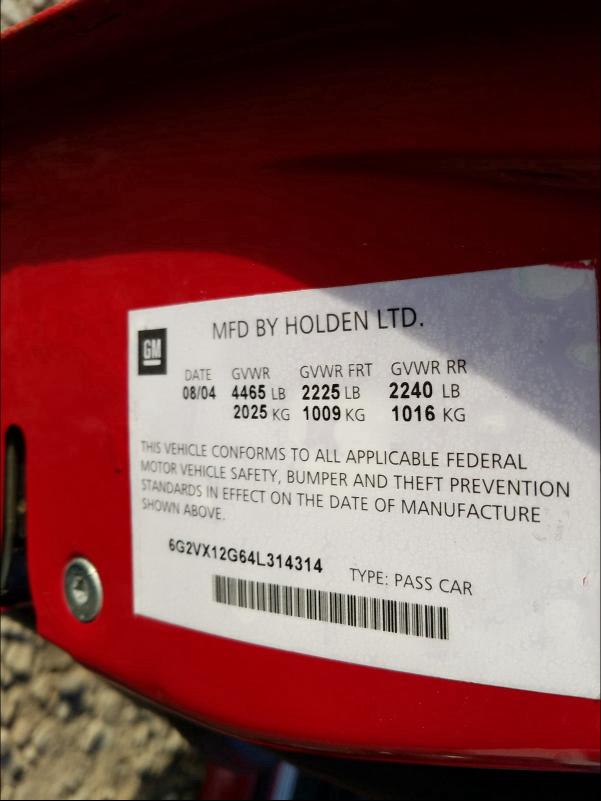 GM
MFD BY HOLDEN LTD.
DATE GVWR GVWR FRT GVWR RR
08/04 4465 LB 2225 LB 2240 LB
2025 KG 1009 KG 1016 KG
THIS VEHICLE CONFORMS TO ALL APPLICABLE FEDERAL
MOTOR VEHICLE SAFETY, BUMPER AND THEFT PREVENTION
STANDARDS IN EFFECT ON THE DATE OF MANUFACTURE
SHOWN ABOVE.
6G2VX12G64L314314 TYPE: PASS CAR